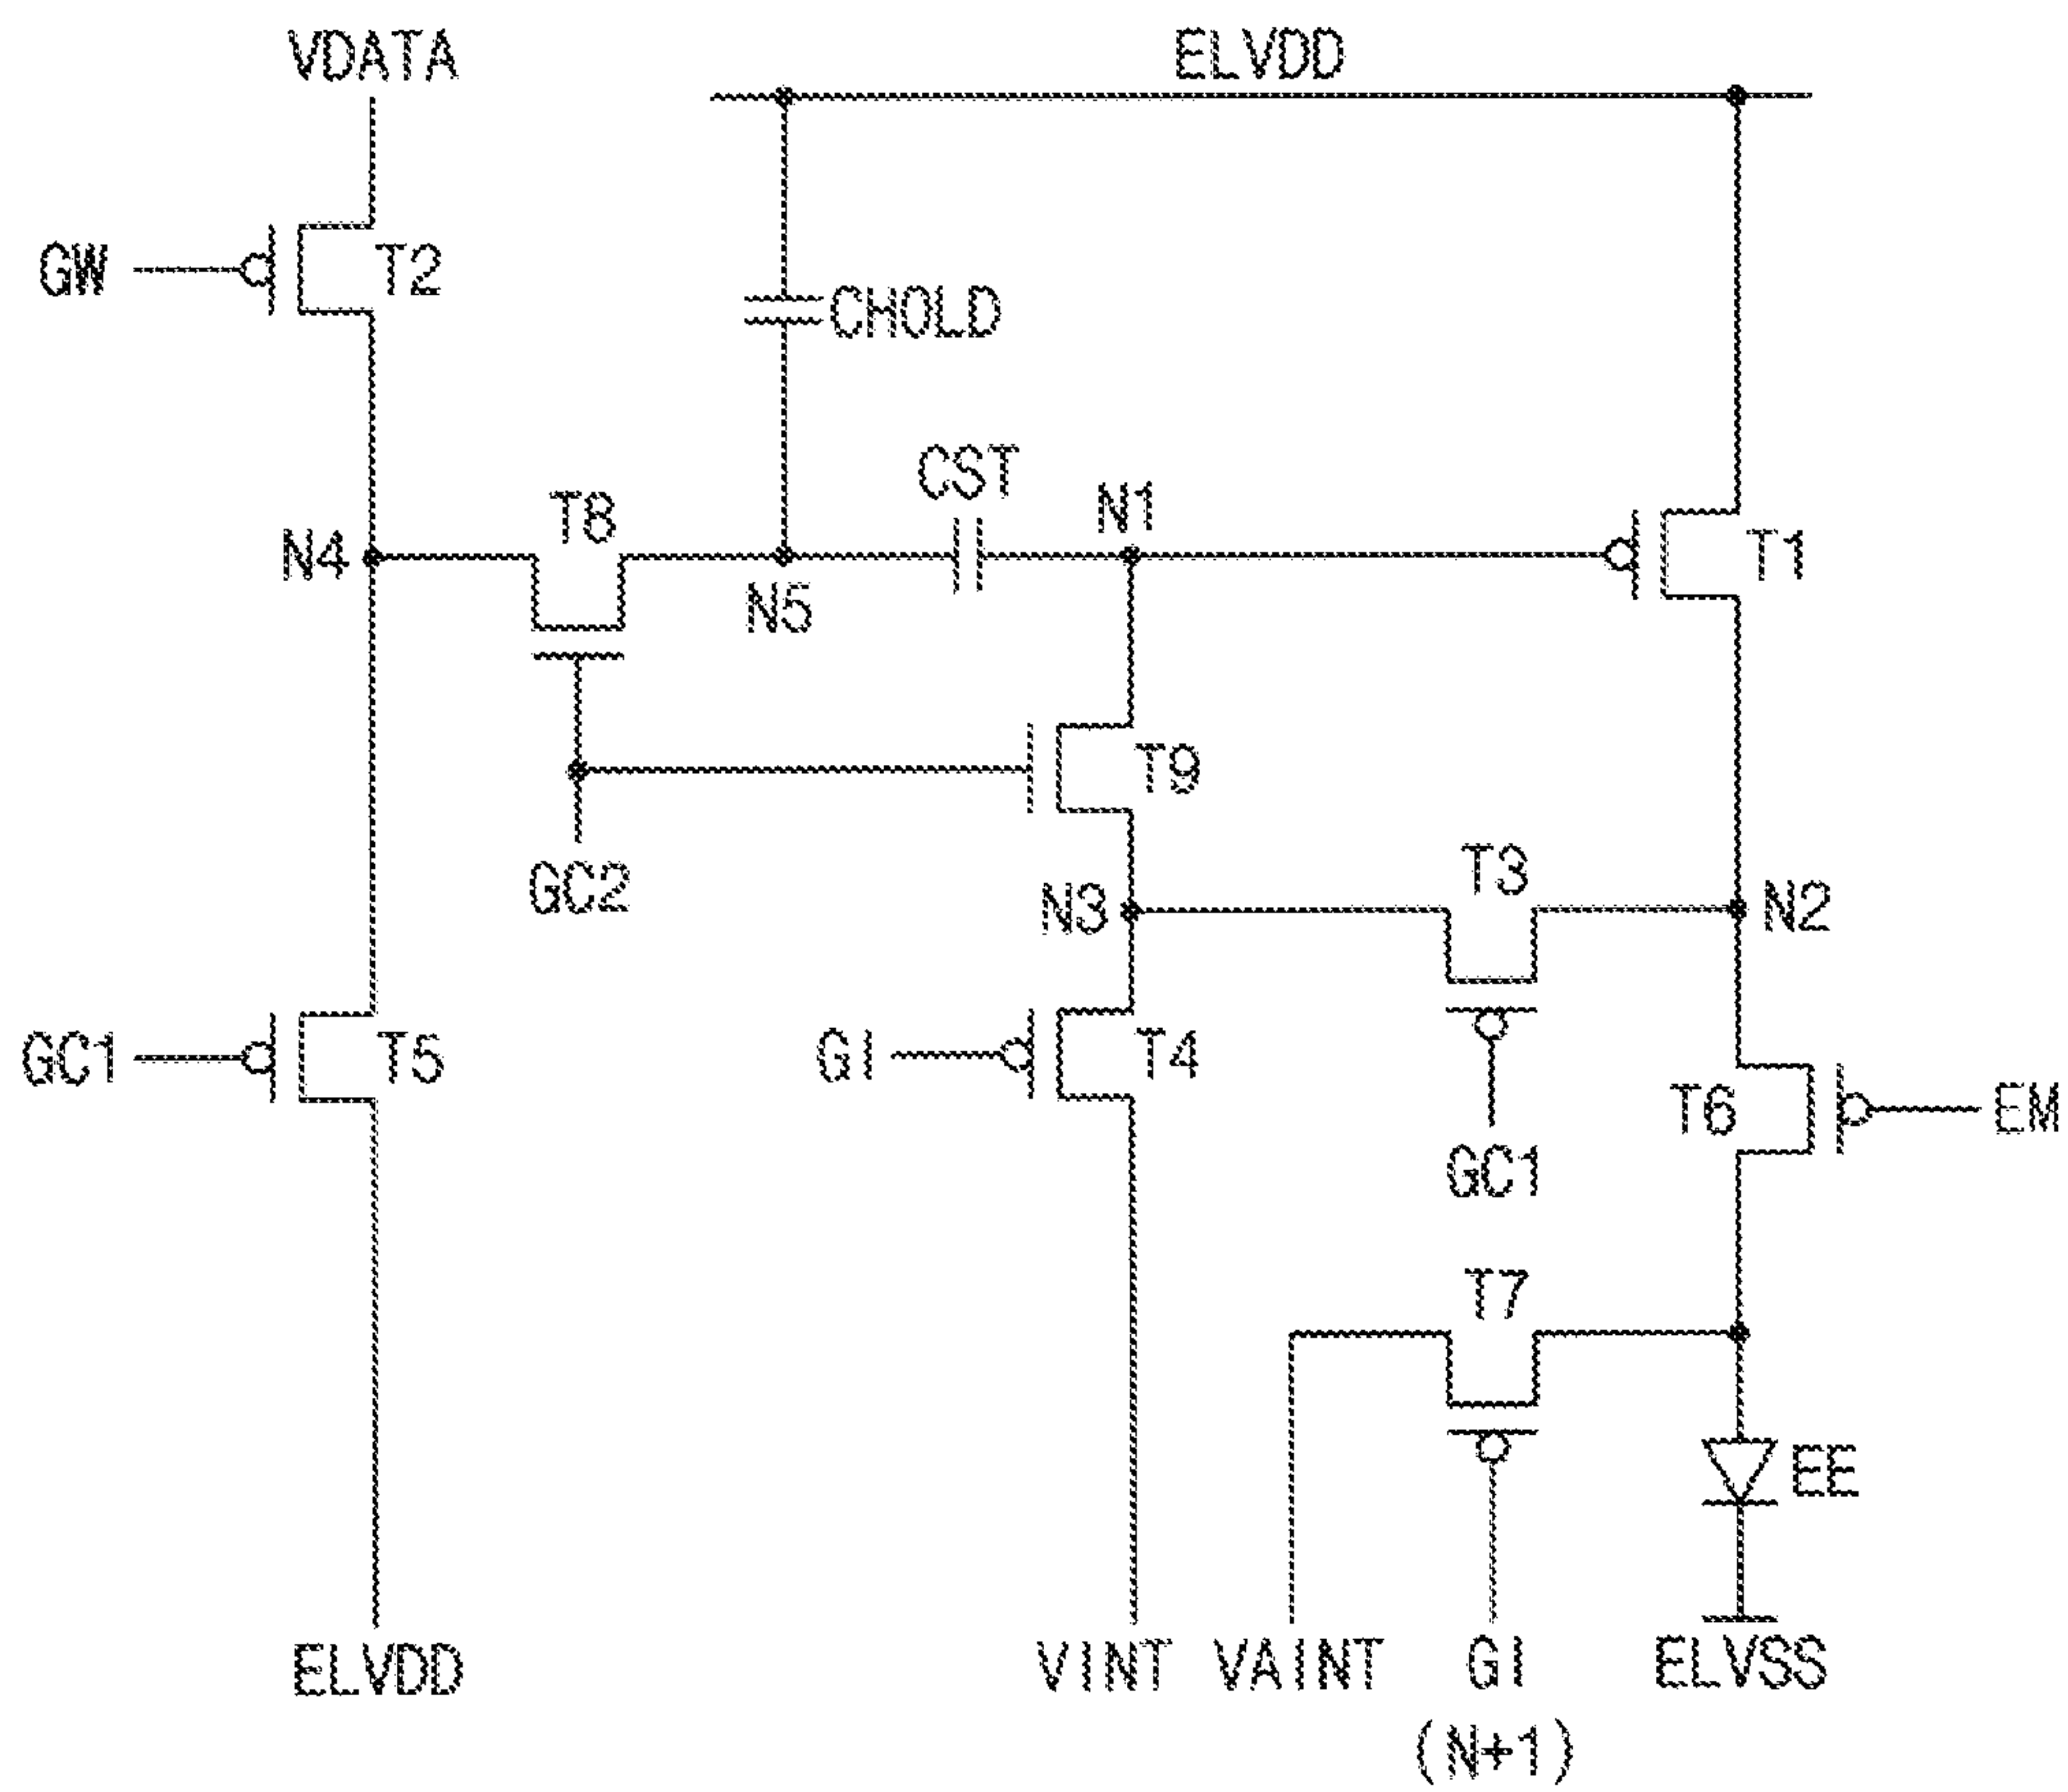 VDATA
ELVDD
GW
T2
CHOLD
CST
N1
T8
N4
T1
N5
T9
GC2
T3
N3
N2
GC1
T5
GI
T4
T6
EM
GC1
T7
EE
ELVDD
VINT
VAINT
GI
ELVSS
(N+1)